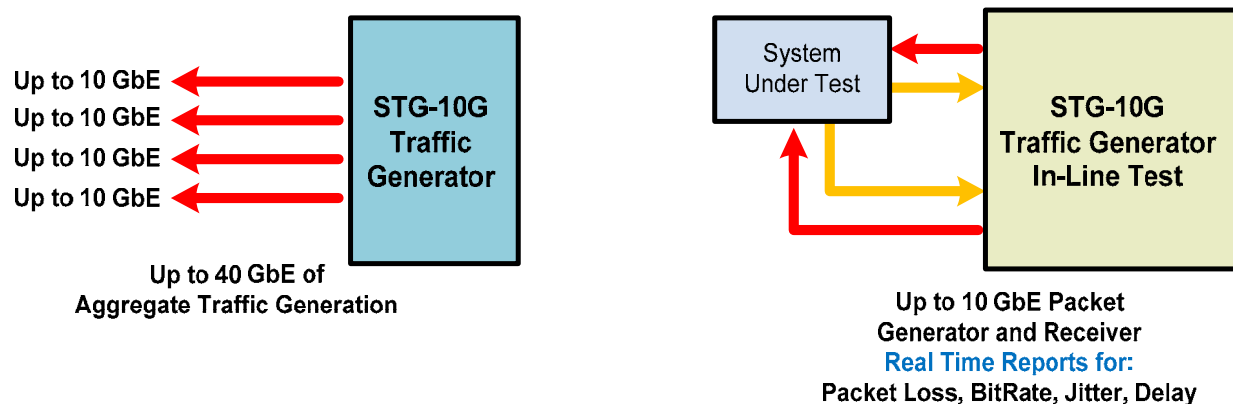 Up to 10 GbE
Up to 10 GbE
Up to 10 GbE
Up to 10 GbE
STG-10G
Traffic
Generator
Up to 40 GbE of
Aggregate Traffic Generation
System
Under Test
STG-10G
Traffic Generator
In-Line Test
Up to 10 GbE Packet
Generator and Receiver
Real Time Reports for:
Packet Loss, BitRate, Jitter, Delay